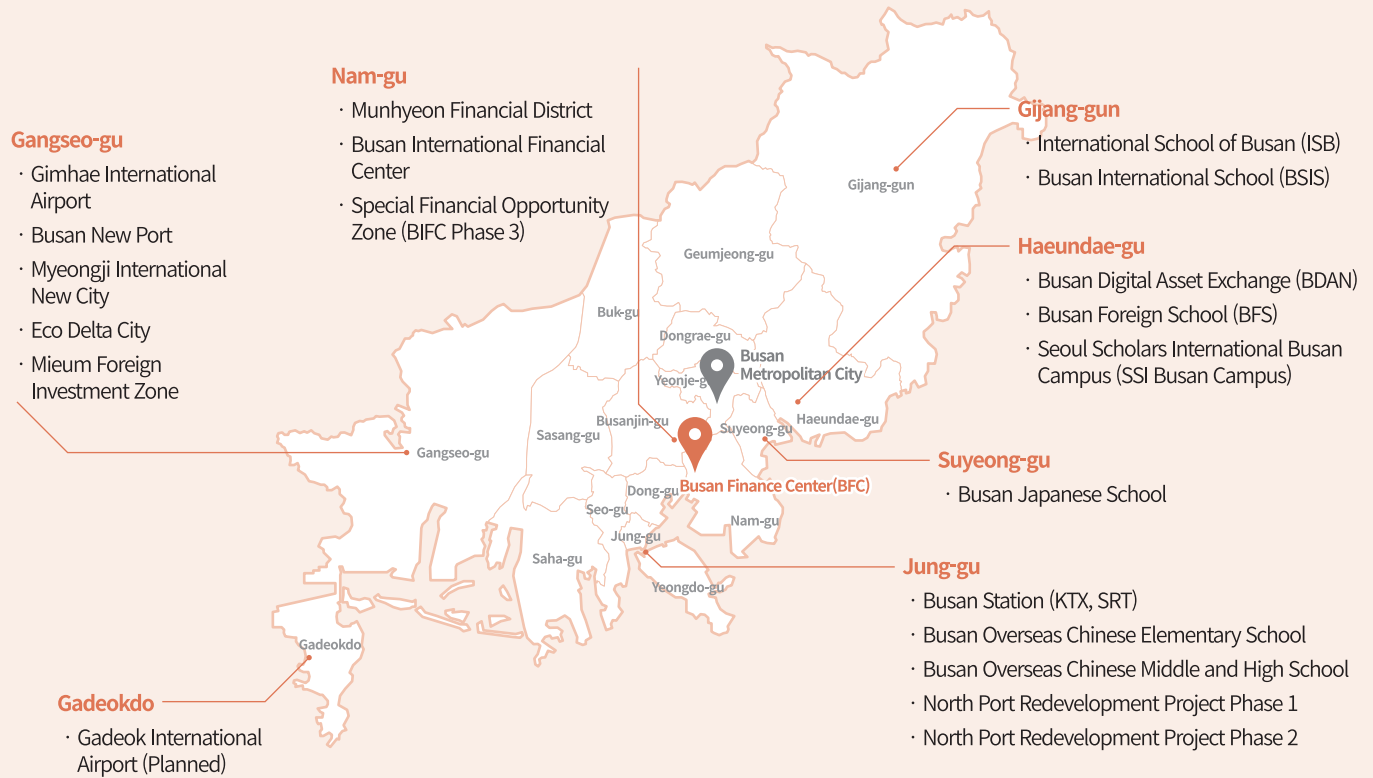 Nam-gu
· Munhyeon Financial District
· Busan International Financial
Center
· Special Financial Opportunity
Zone (BIFC Phase 3)
Gangseo-gu
· Gimhae International
Airport
· Busan New Port
· Myeongji International
New City
· Eco Delta City
· Mieum Foreign
Investment Zone
Gijang-gun
· International School of Busan (ISB)
· Busan International School (BSIS)
Haeundae-gu
· Busan Digital Asset Exchange (BDAN)
· Busan Foreign School (BFS)
· Seoul Scholars International Busan
Campus (SSI Busan Campus)
Suyeong-gu
· Busan Japanese School
Jung-gu
· Busan Station (KTX, SRT)
· Busan Overseas Chinese Elementary School
· Busan Overseas Chinese Middle and High School
· North Port Redevelopment Project Phase 1
· North Port Redevelopment Project Phase 2
Gadeokdo
· Gadeok International
Airport (Planned)
Gijang-gun
Geumjeong-gu
Buk-gu
Dongrae-gu
Busan
Metropolitan City
Yeonje-g
Busanjin-gu
Suyeong-gu
Haeundae-gu
Sasang-gu
Gangseo-gu
Busan Finance Center(BFC)
Dong-gu
Seo-gu
Nam-gu
Jung-gu
Saha-gu
Yeongdo-gu
Gadeokdo